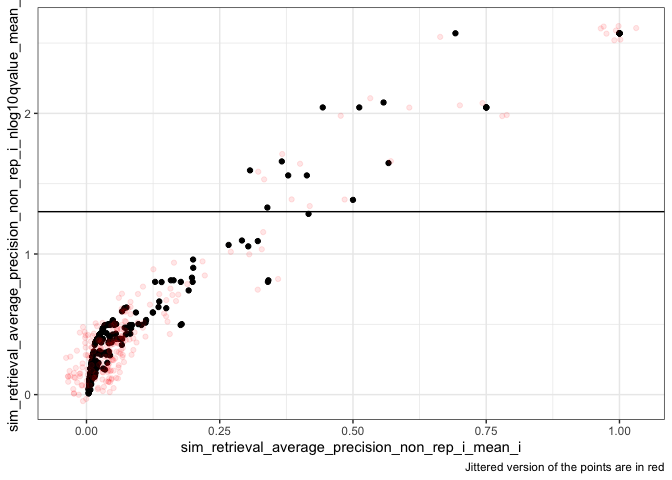 sim_retrieval_average_precision_non_rep_i_nlog10qvalue_mean_
2
1
0
0.00
0.25
0.50
0.75
1.00
sim_retrieval_average_precision_non_rep_i_mean_i
Jittered version of the points are in red